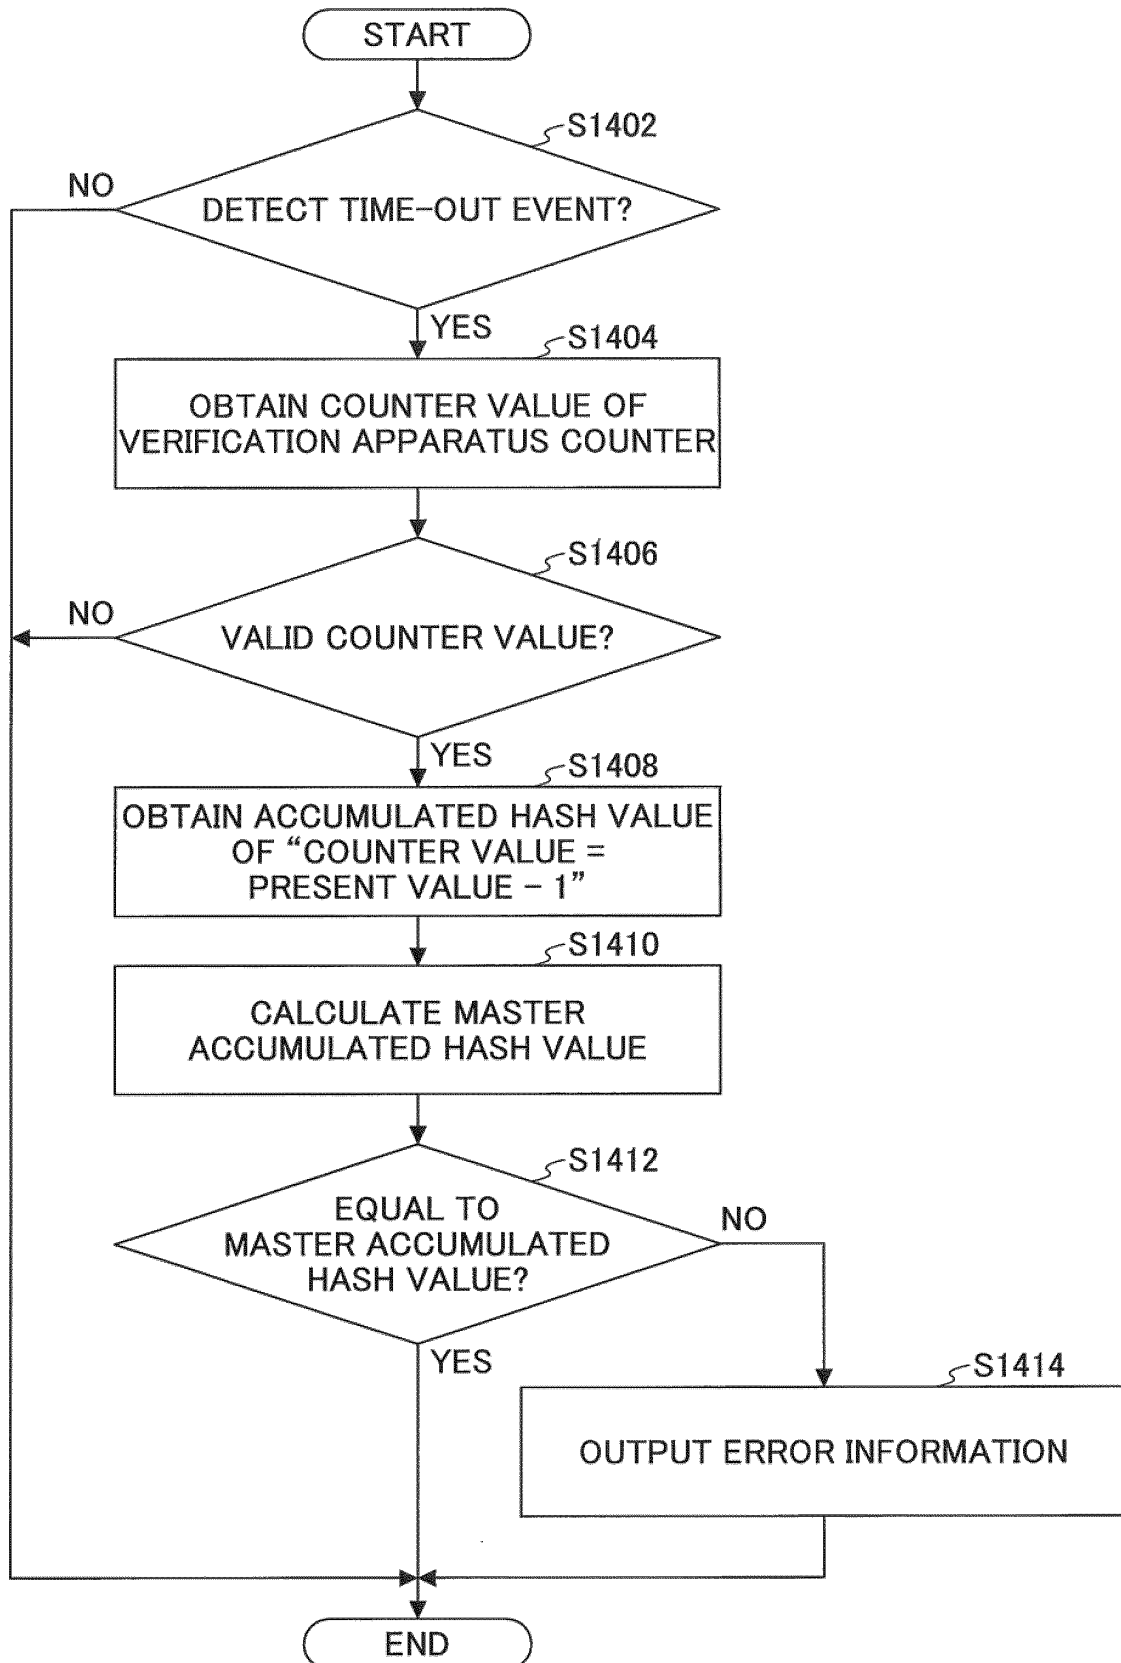 START
S1402
NO
DETECT TIME-OUT EVENT?
YES
S1404
OBTAIN COUNTER VALUE OF
VERIFICATION APPARATUS COUNTER
S1406
NO
VALID COUNTER VALUE?
YES
S1408
OBTAIN ACCUMULATED HASH VALUE
OF “COUNTER VALUE =
PRESENT VALUE – 1”
S1410
CALCULATE MASTER
ACCUMULATED HASH VALUE
S1412
EQUAL TO
MASTER ACCUMULATED
HASH VALUE?
NO
YES
S1414
OUTPUT ERROR INFORMATION
END